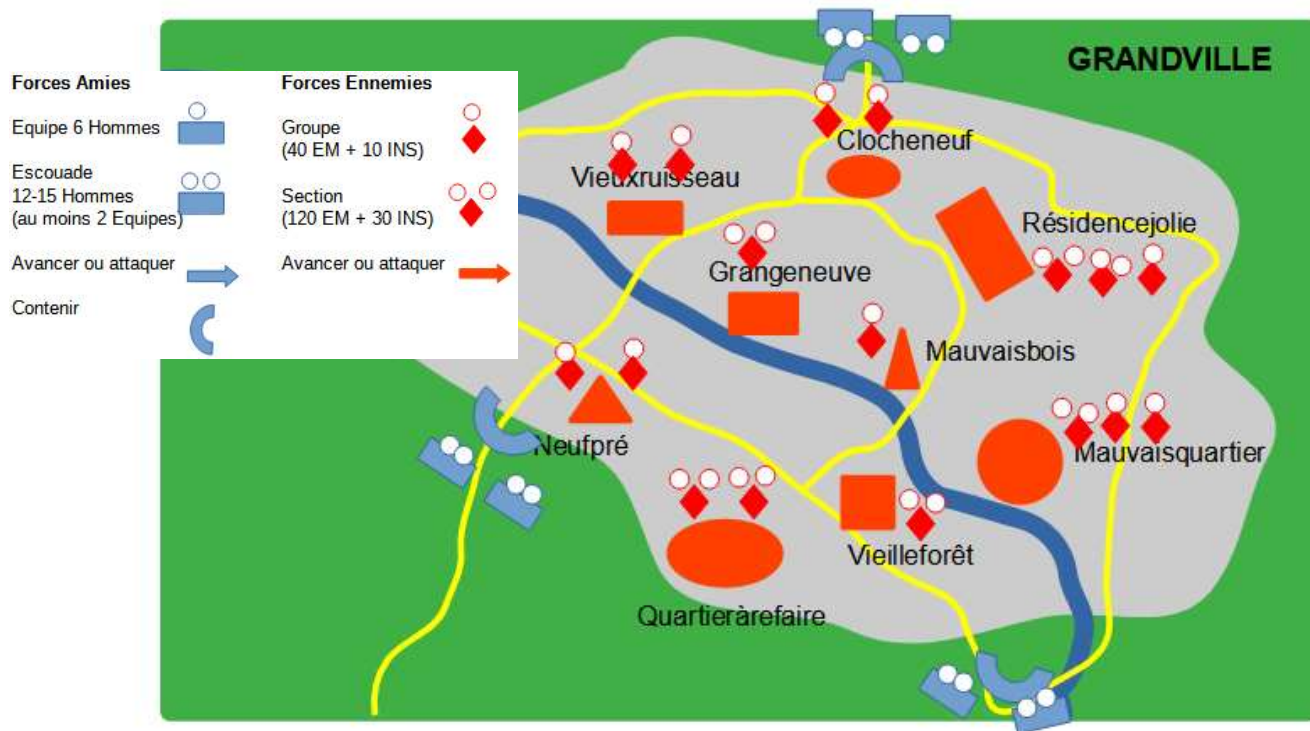 GRANDVILLE
Forces Amies
Equipe 6 Hommes
Escouade
12-15 Hommes
(au moins 2 Equipes)
Avancer ou attaquer
Contenir
Forces Ennemies
Groupe
(40 EM + 10 INS)
Section
(120 EM + 30 INS)
Avancer ou attaquer
Clocheneuf
Vieuxruisseau
Résidencejolie
Grangeneuve
Mauvaisbois
Neufpré
Mauvaisquartier
Vieilleforêt
Quartieràrefaire